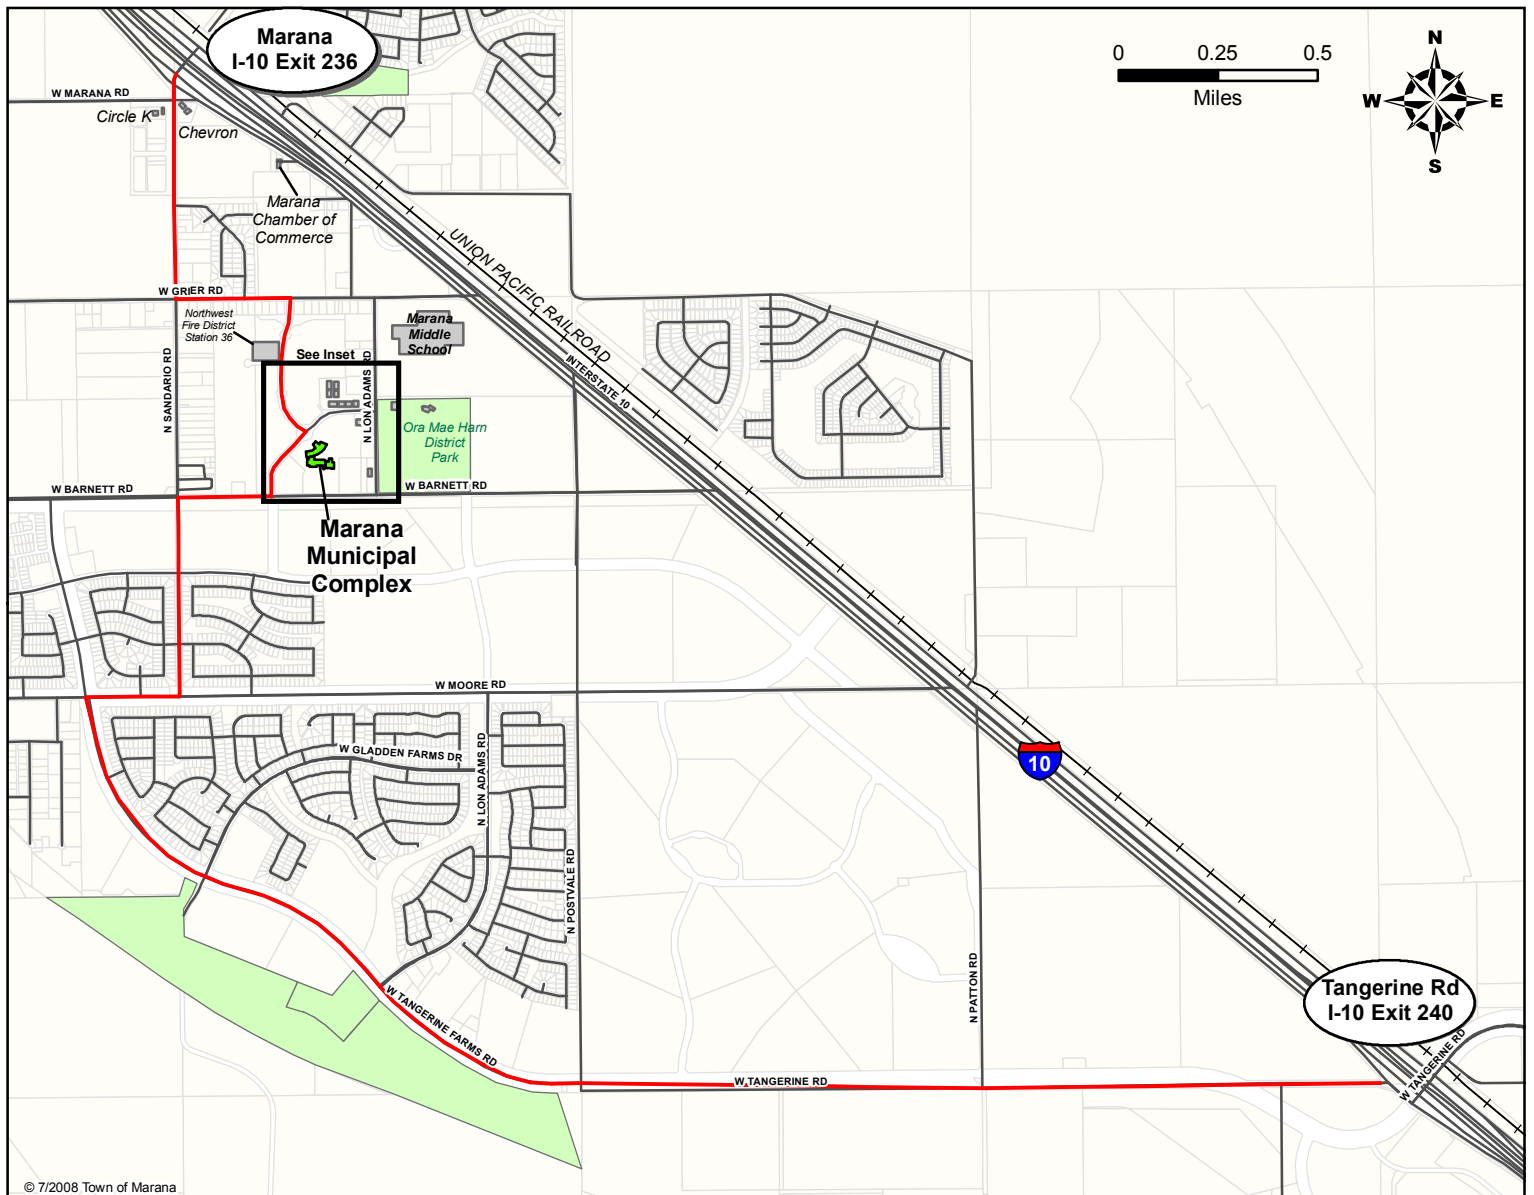 Marana
I-10 Exit 236
0 0.25 0.5
Miles
N
W E
S
W MARANA RD
Circle K
Chevron
Marana
Chamber of
Commerce
UNION PACIFIC RAILROAD
INTERSTATE 10
W GRIER RD
Northwest
Fire District
Station 36
See Inset
Marana
Middle
School
N SANDARIO RD
N LON ADAMS RD
Ora Mae Harn
District
Park
W BARNETT RD
W BARNETT RD
Marana
Municipal
Complex
W MOORE RD
W GLADDEN FARMS DR
N LON ADAMS RD
10
N POSTVALE RD
N PATTON RD
Tangerine Rd
I-10 Exit 240
W TANGERINE FARMS RD
W TANGERINE RD
W TANGERINE RD
© 7/2008 Town of Marana